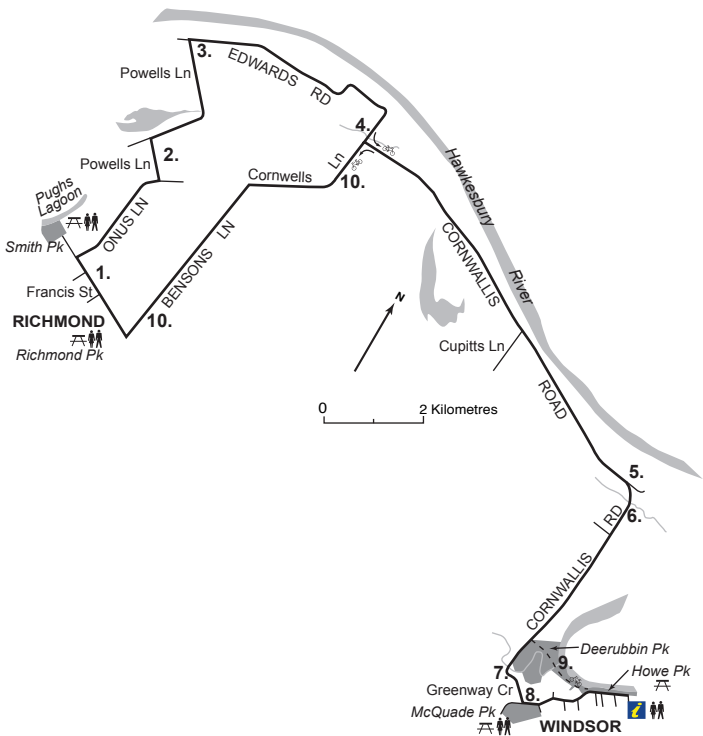 3.
Powells Ln
EDWARDS RD
4.
2.
Powells Ln
Cornwells Ln
10.
Hawkesbury River
Pughs
Lagoon
Smith Pk
ONUS LN
BENSONS LN
CORNWALLIS ROAD
1.
Francis St
RICHMOND
10.
Richmond Pk
N
Cupitts Ln
0 2 Kilometres
5.
6.
CORNWALLIS RD
Deerubbin Pk
9.
7.
Howe Pk
Greenway Cr
8.
McQuade Pk
i
WINDSOR